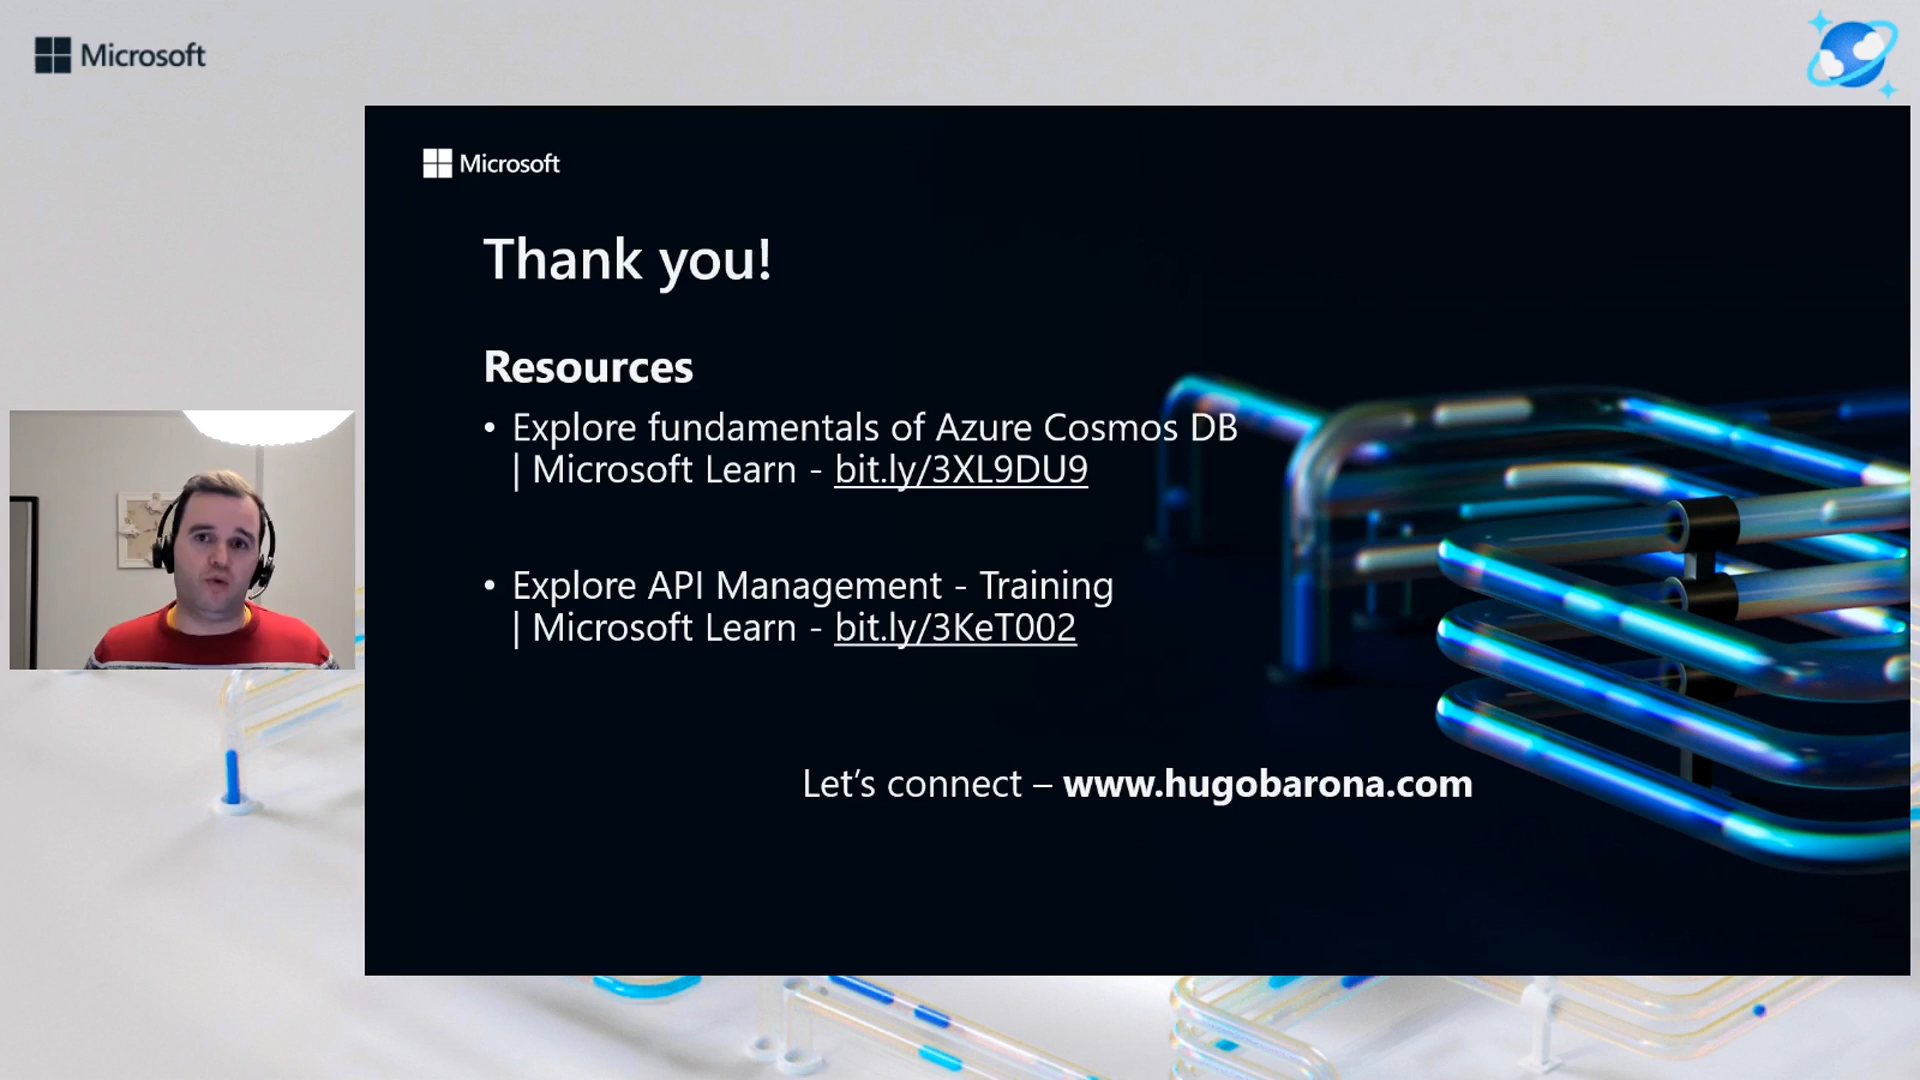 Microsoft
Microsoft
Thank you!
Resources
• Explore fundamentals of Azure Cosmos DB
| Microsoft Learn - bit.ly/3XL9DU9
• Explore API Management - Training
| Microsoft Learn - bit.ly/3KeT002
Let's connect – www.hugobarona.com